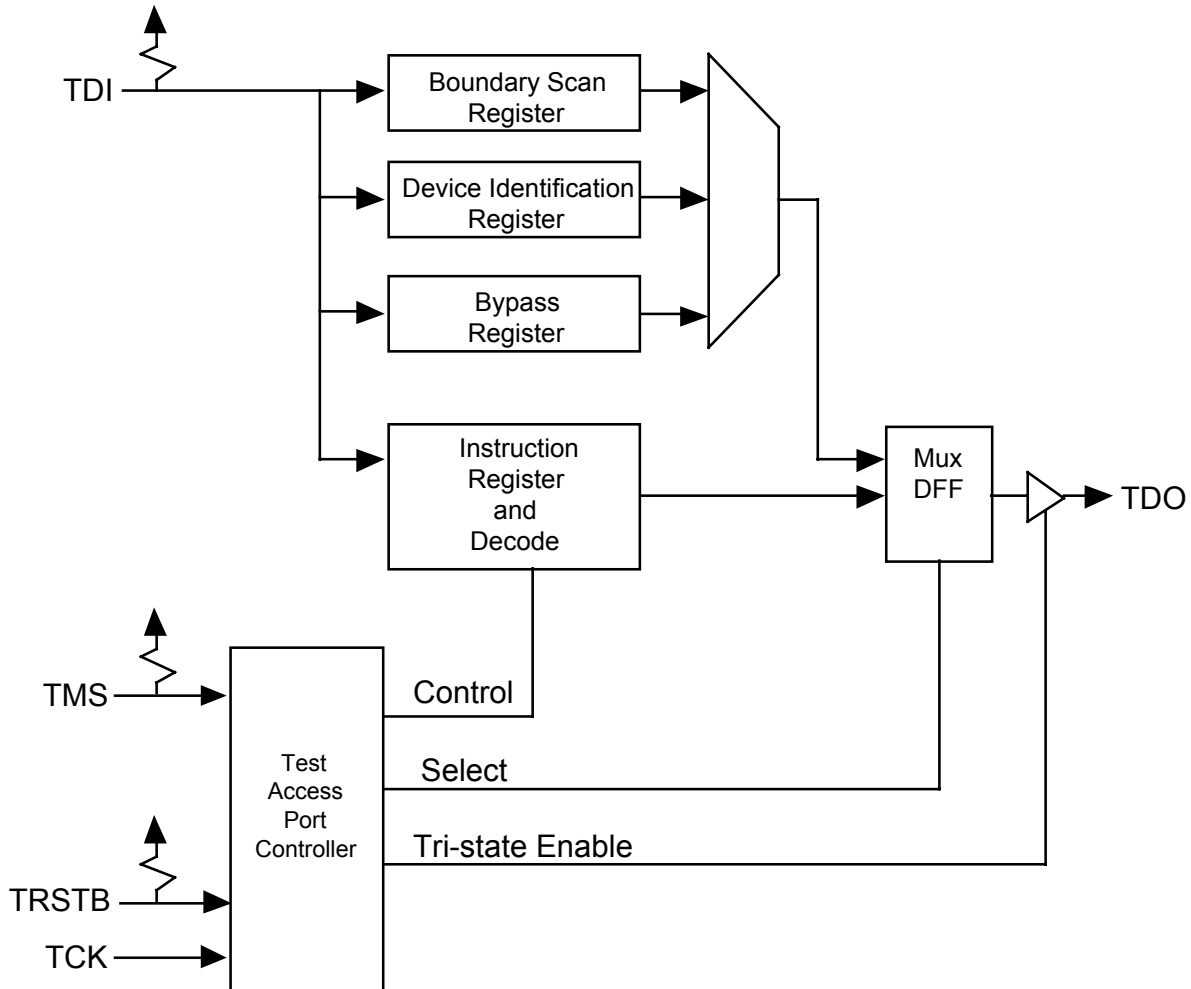 TDI
Boundary Scan
Register
Device Identification
Register
Bypass
Register
Instruction
Register
and
Decode
Mux
DFF
TDO
TMS
Control
Test
Access
Port
Controller
Select
Tri-state Enable
TRSTB
TCK